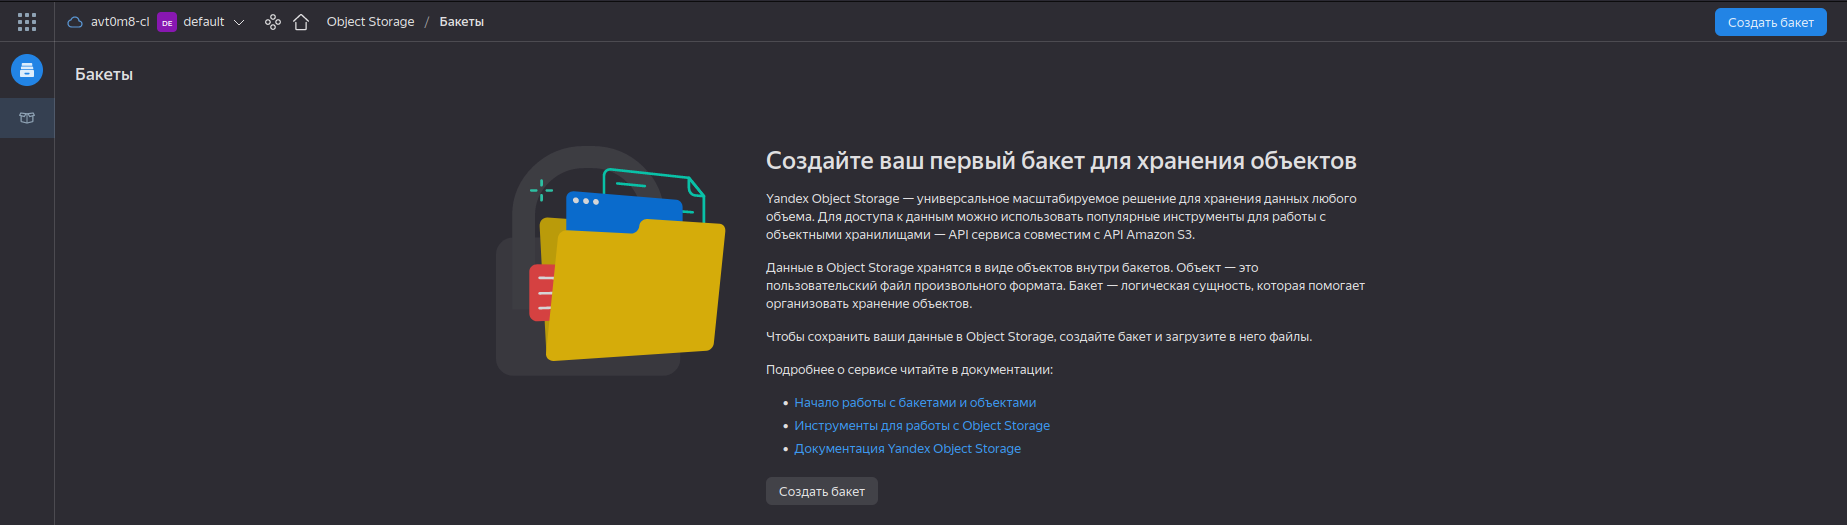 avt0m8-cl DE default Object Storage / Бакеты Создать бакет
Бакеты
Создайте ваш первый бакет для хранения объектов
Yandex Object Storage — универсальное масштабируемое решение для хранения данных любого
объема. Для доступа к данным можно использовать популярные инструменты для работы с
объектными хранилищами — API сервиса совместим с API Amazon S3.
Данные в Object Storage хранятся в виде объектов внутри бакетов. Объект — это
пользовательский файл произвольного формата. Бакет — логическая сущность, которая помогает
организовать хранение объектов.
Чтобы сохранить ваши данные в Object Storage, создайте бакет и загрузите в него файлы.
Подробнее о сервисе читайте в документации:
• Начало работы с бакетами и объектами
• Инструменты для работы с Object Storage
• Документация Yandex Object Storage
Создать бакет